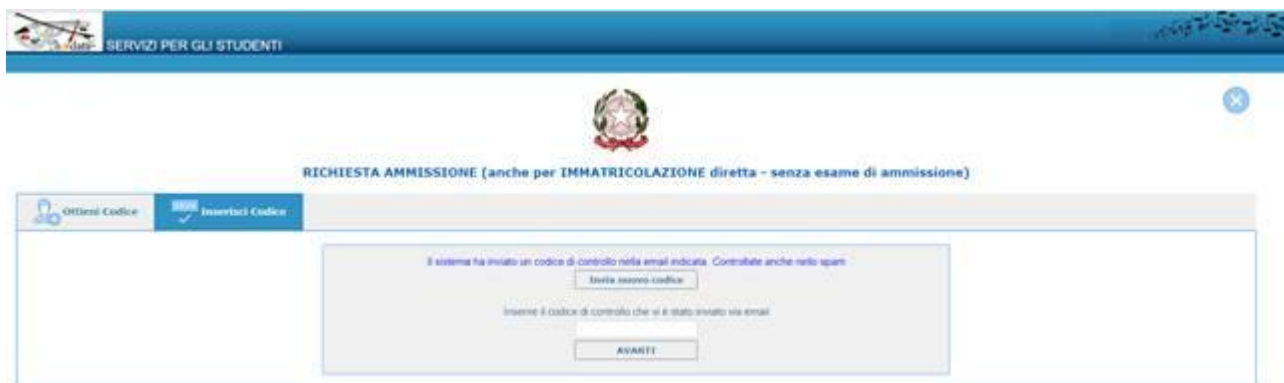 SERVIZI PER GLI STUDENTI
RICHIESTA AMMISSIONE (anche per IMMATRICOLAZIONE diretta - senza esame di ammissione)
Ottieni Codice
Inserisci Codice
Il sistema ha inviato un codice di controllo nella email indicata. Controllate anche nello spam
Invia nuovo codice
Inserire il codice di controllo che vi è stato inviato via email
AVANTI